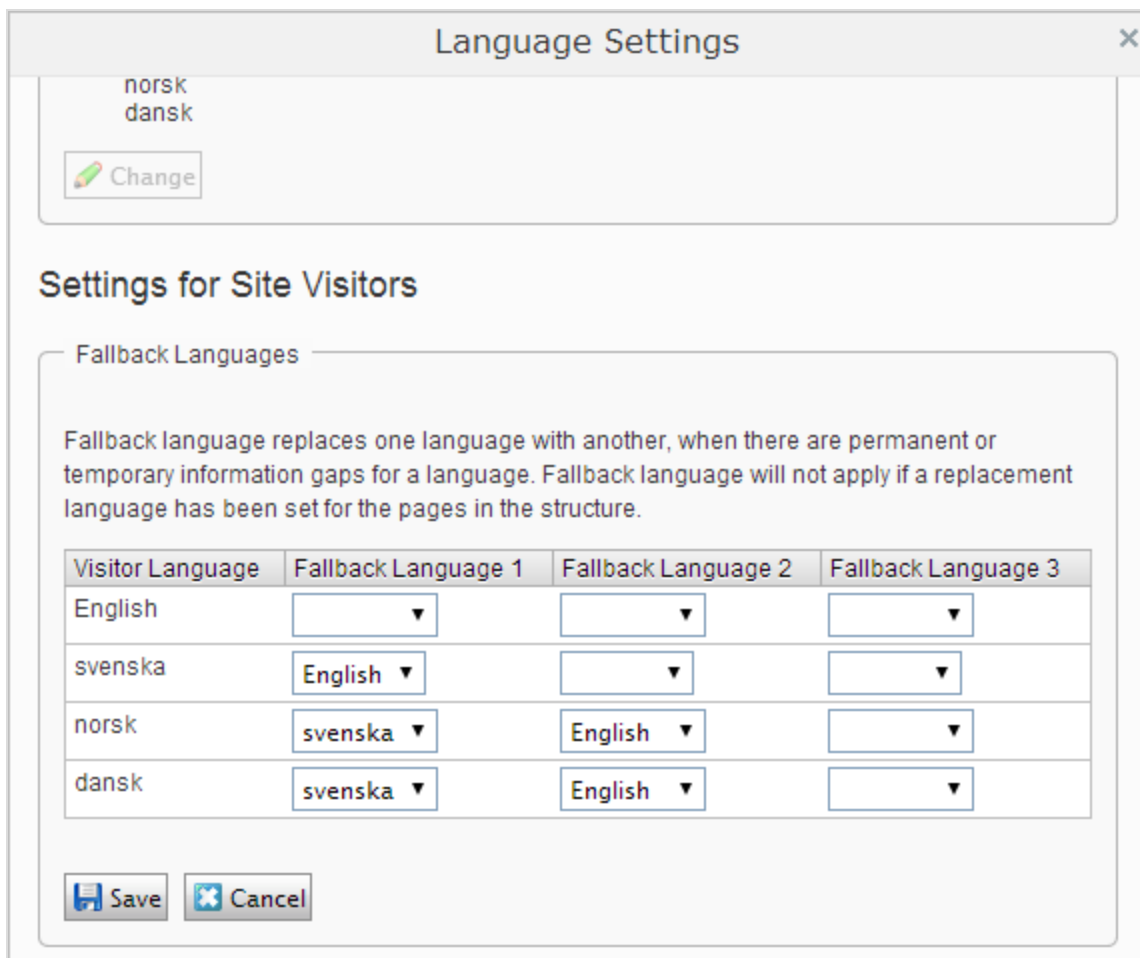 Language Settings
norsk
dansk
Change
Settings for Site Visitors
Fallback Languages
Fallback language replaces one language with another, when there are permanent or
temporary information gaps for a language. Fallback language will not apply if a replacement
language has been set for the pages in the structure.
Visitor Language Fallback Language 1 Fallback Language 2 Fallback Language 3
English
svenska English
norsk svenska English
dansk svenska English
Save Cancel